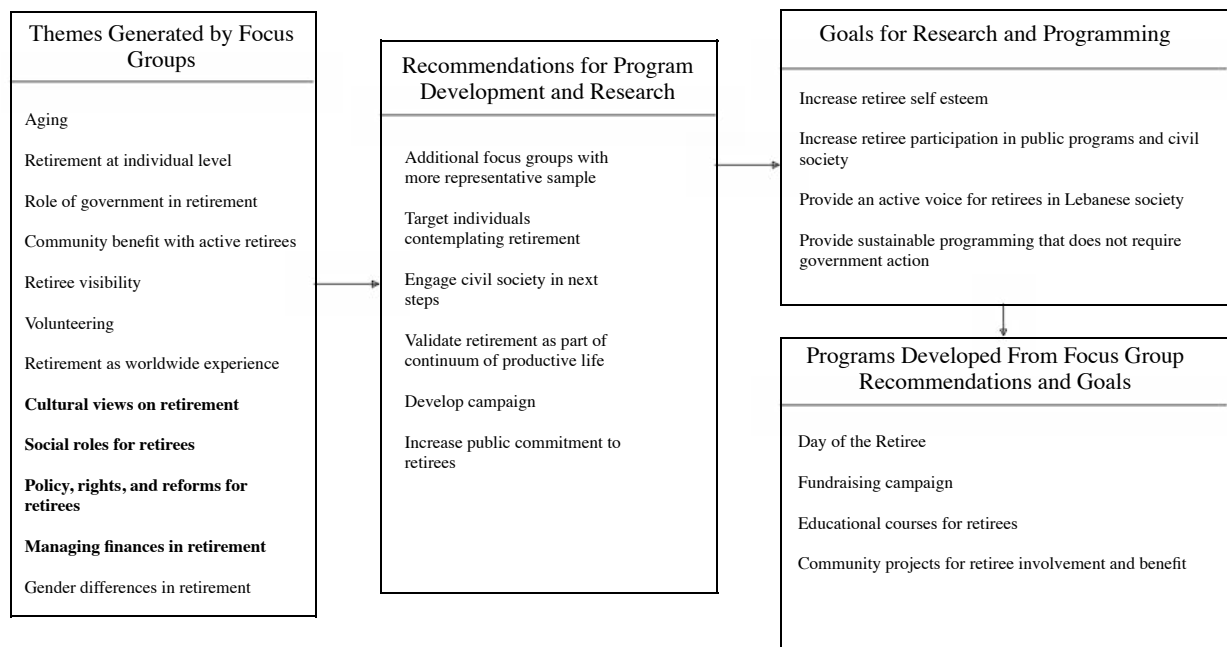 Themes Generated by Focus
Groups
Aging
Retirement at individual level
Role of government in retirement
Community benefit with active retirees
Retiree visibility
Volunteering
Retirement as worldwide experience
Cultural views on retirement
Social roles for retirees
Policy, rights, and reforms for
retirees
Managing finances in retirement
Gender differences in retirement
Recommendations for Program
Development and Research
Additional focus groups with
more representative sample
Target individuals
contemplating retirement
Engage civil society in next
steps
Validate retirement as part of
continuum of productive life
Develop campaign
Increase public commitment to
retirees
Goals for Research and Programming
Increase retiree self esteem
Increase retiree participation in public programs and civil
society
Provide an active voice for retirees in Lebanese society
Provide sustainable programming that does not require
government action
Programs Developed From Focus Group
Recommendations and Goals
Day of the Retiree
Fundraising campaign
Educational courses for retirees
Community projects for retiree involvement and benefit